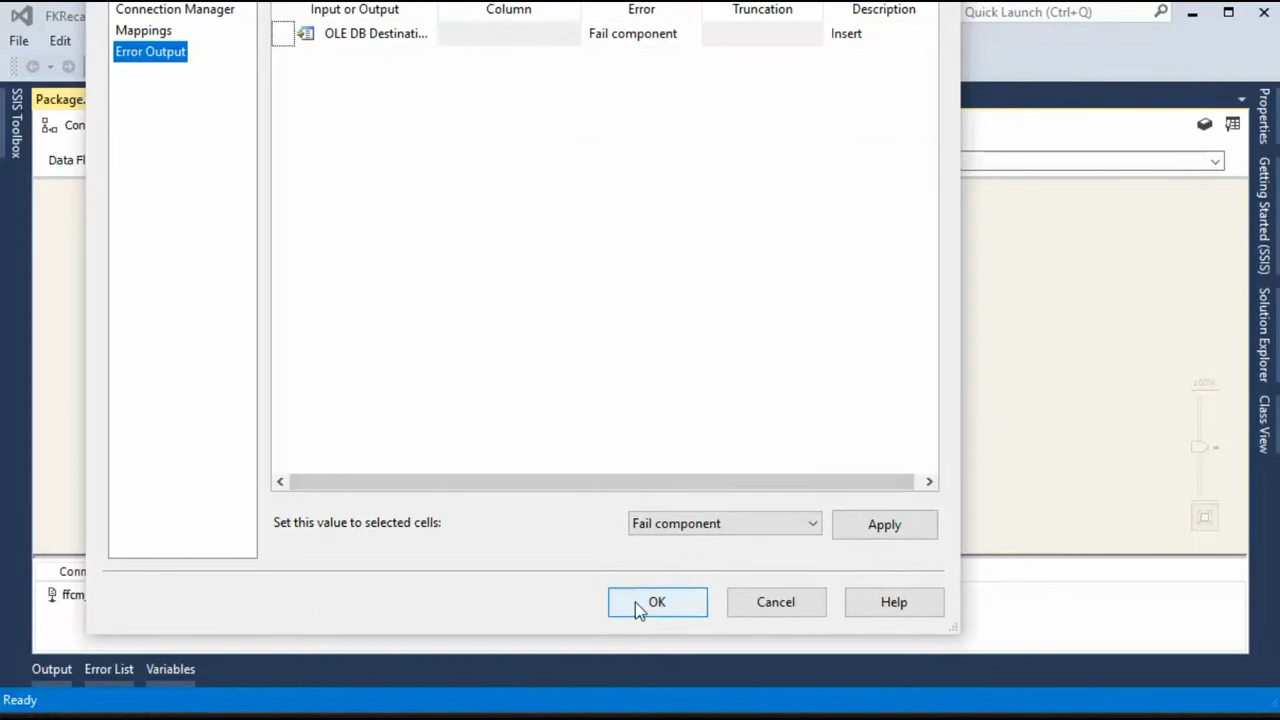 Connection Manager
Input or Output Column Error Truncation Description
FKReca
Quick Launch (Ctrl+Q)
Mappings
OLE DB Destinati... Fail component Insert
File Edit
Error Output
SSIS Toolbox
Package.
Con
Data Fl
Properties
Getting Started (SSIS)
Solution Explorer
Class View
100%
Set this value to selected cells: Fail component Apply
Conn
ffcm_
OK Cancel Help
Output Error List Variables
Ready